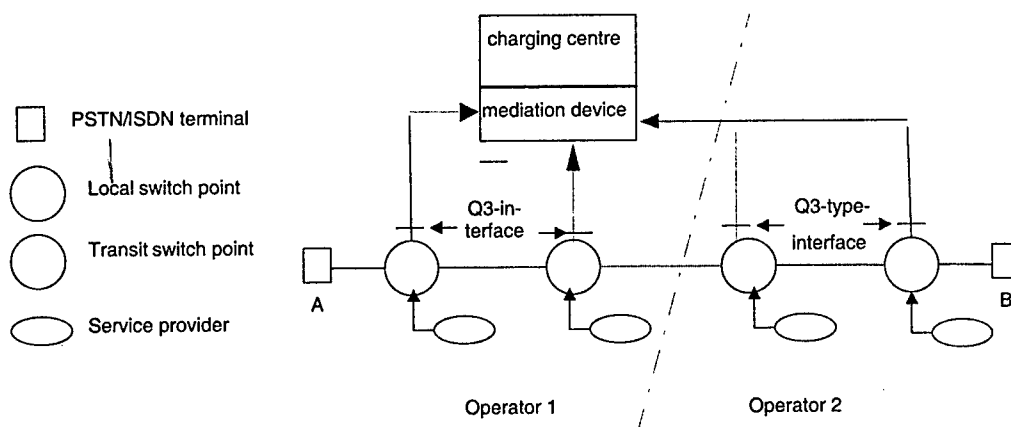 charging centre
mediation device
PSTN/ISDN terminal
Local switch point
Transit switch point
Service provider
Q3-in-
terface
Q3-type-
interface
A
B
Operator 1
Operator 2